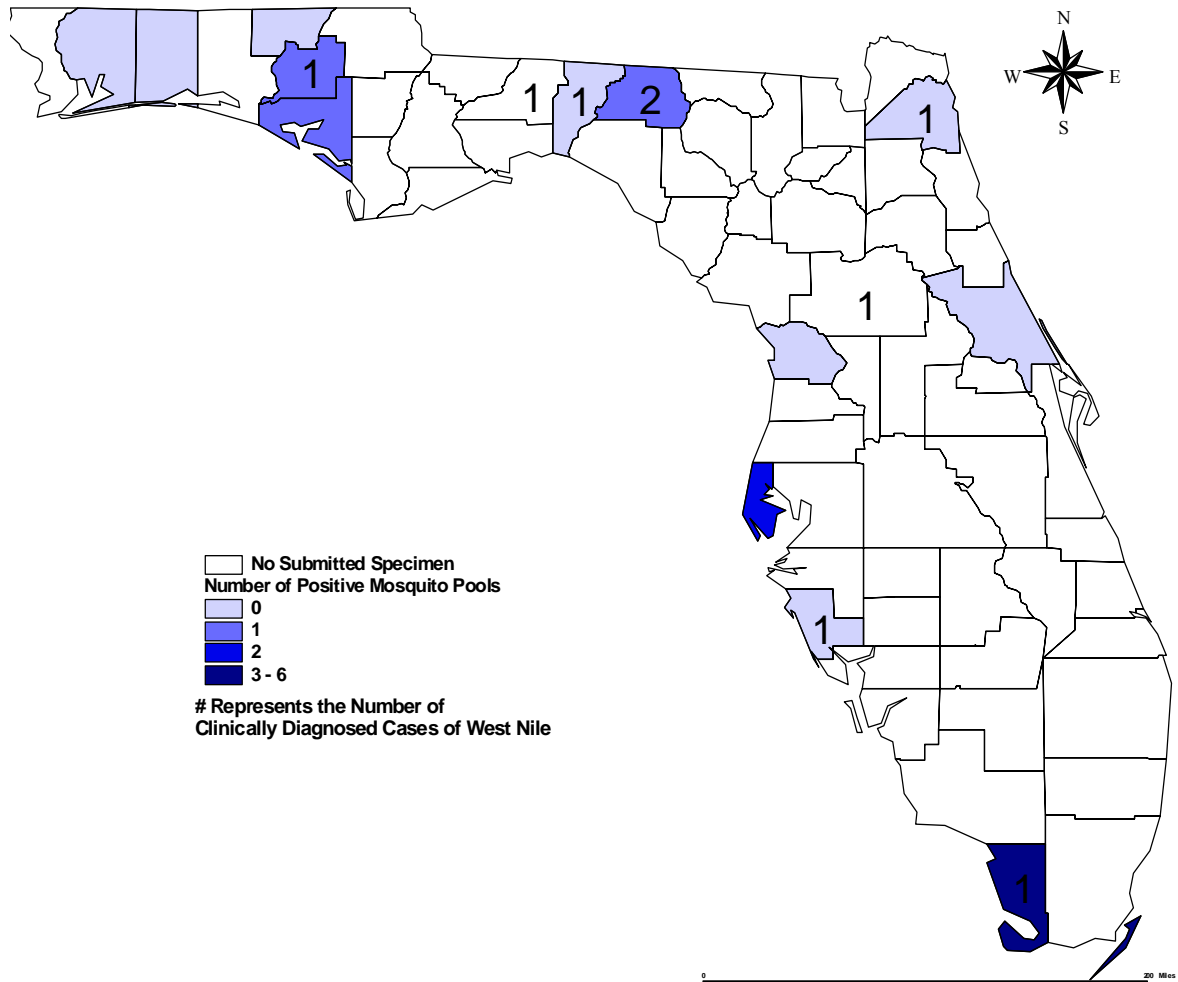 N
W E
S
1
1
1
2
1
1
No Submitted Specimen
Number of Positive Mosquito Pools
0
1
2
3 - 6
# Represents the Number of
Clinically Diagnosed Cases of West Nile
1
1
0 200 Miles